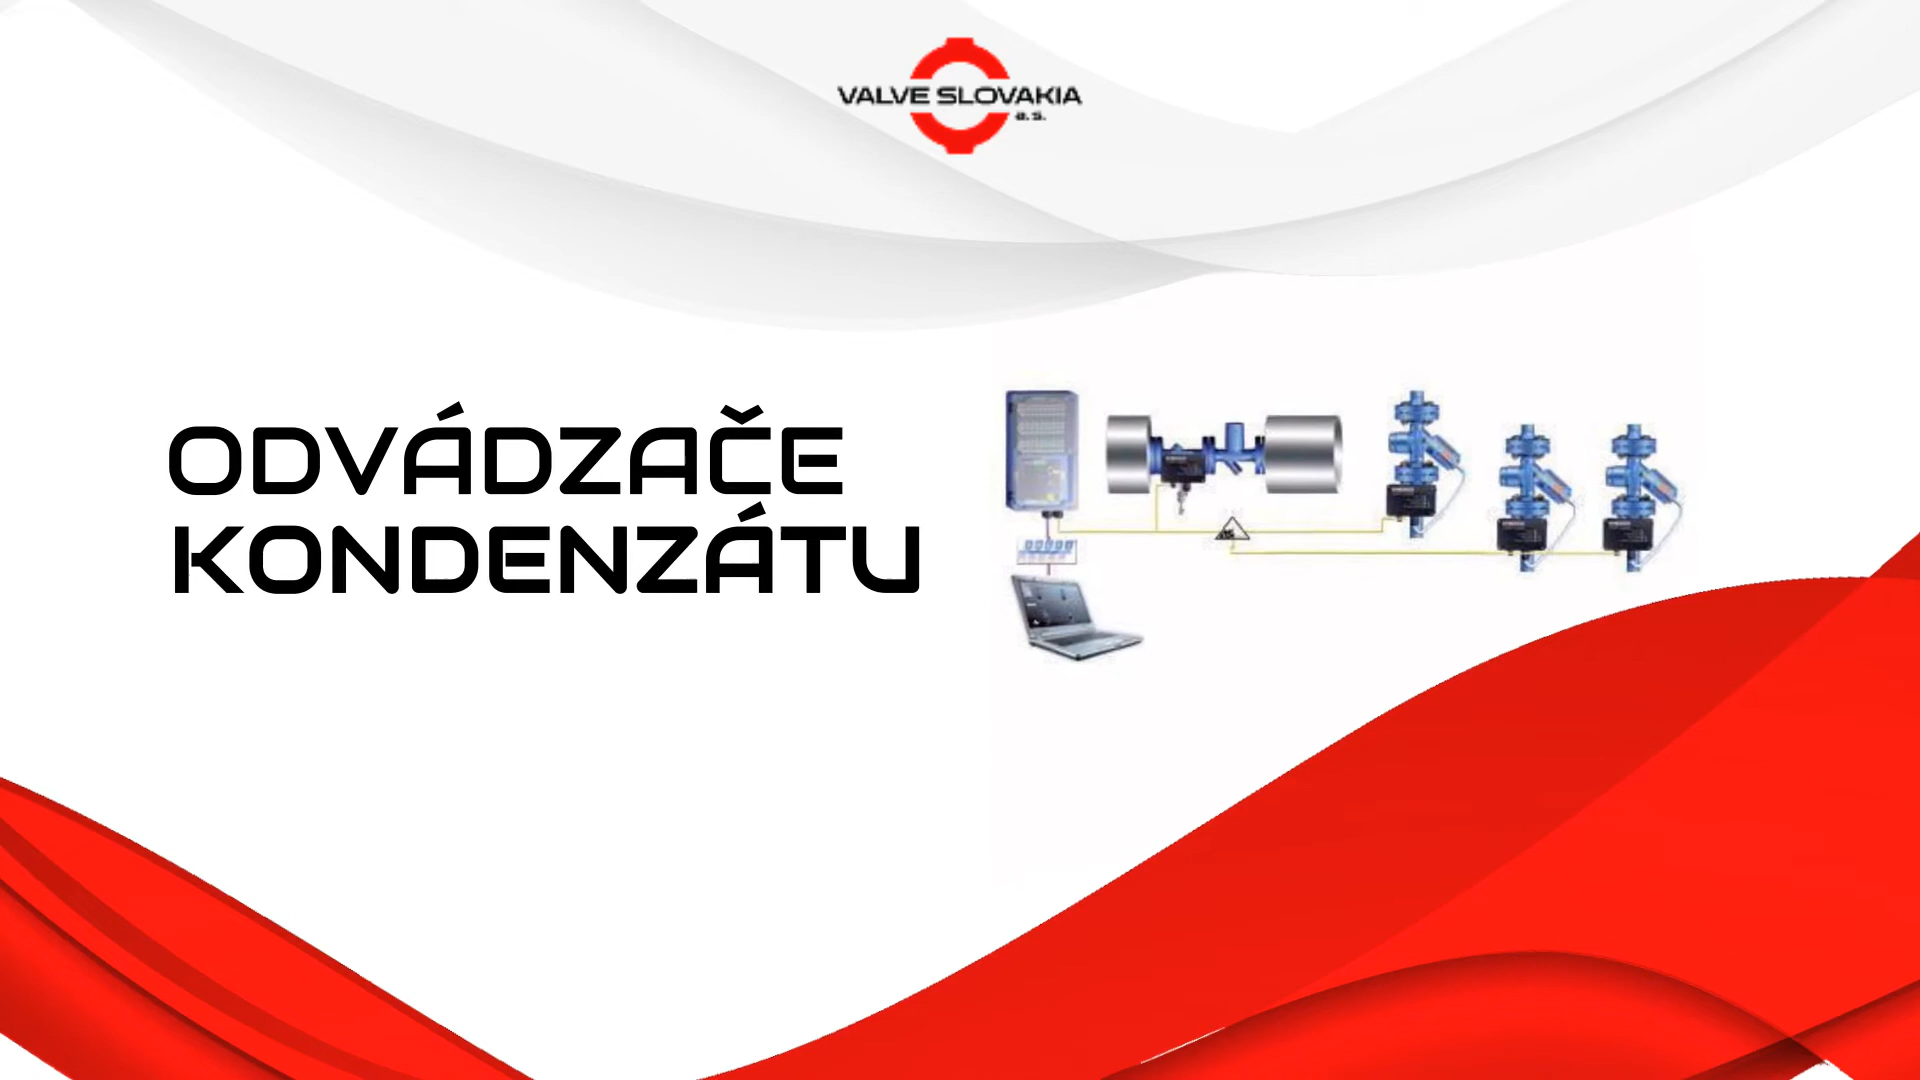 VALVE SLOVAKIA
a. s.
ODVÁDZAČE
KONDENZÁTU